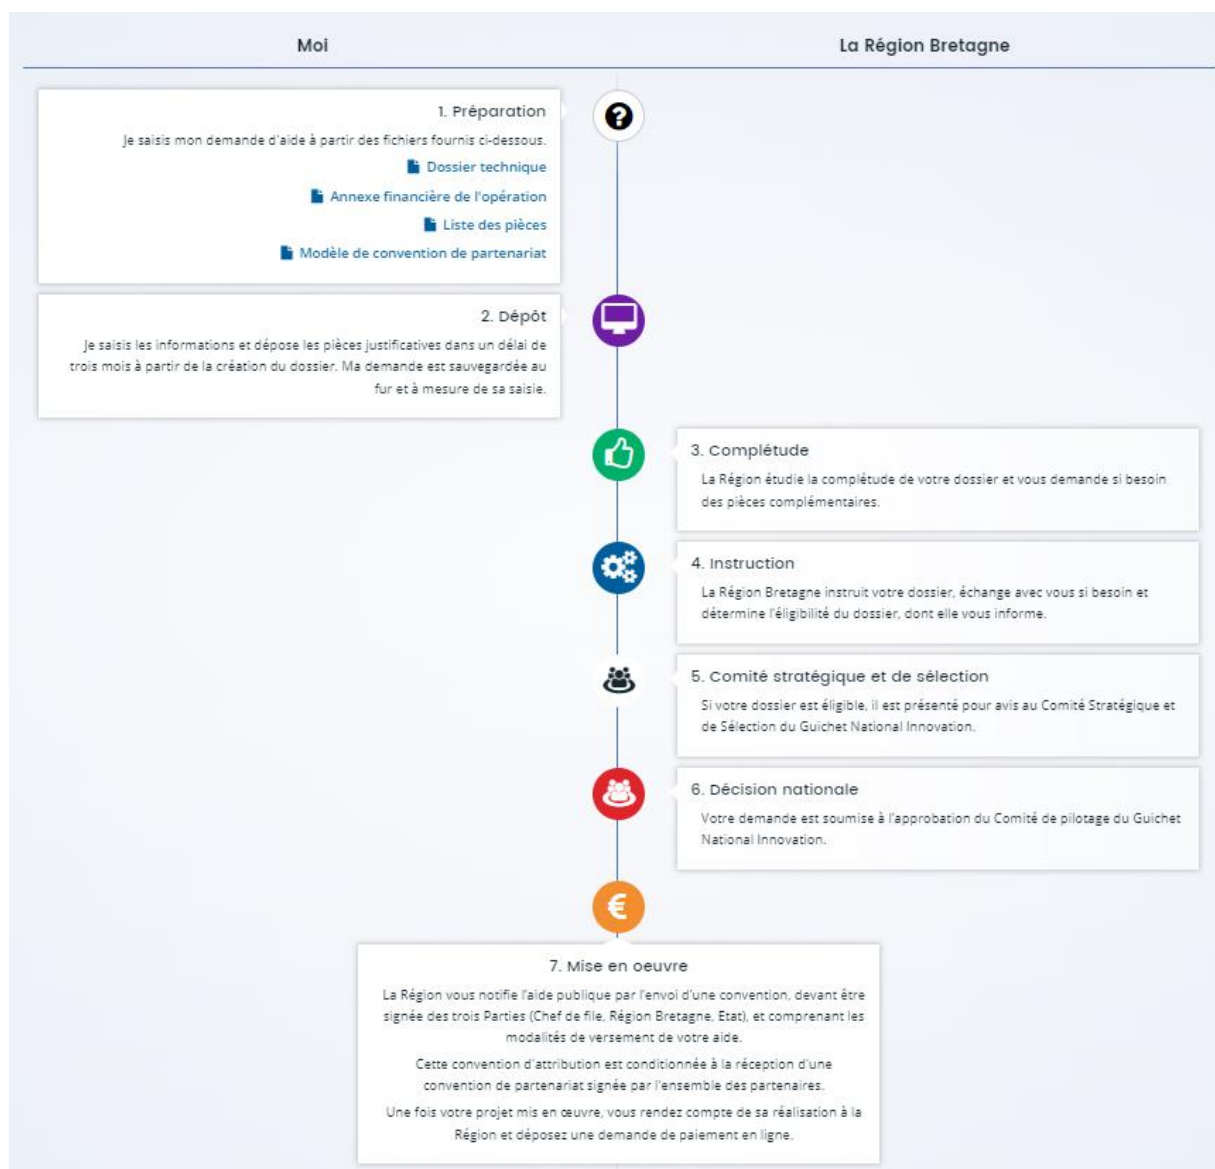 Moi
La Région Bretagne
1. Préparation
Je saisis mon demande d'aide à partir des fichiers fournis ci-dessous.
Dossier technique
Annexe financière de l'opération
Liste des pièces
Modèle de convention de partenariat
2. Dépôt
Je saisis les informations et dépose les pièces justificatives dans un délai de
trois mois à partir de la création du dossier. Ma demande est sauvegardée au
fur et à mesure de sa saisie.
3. Complétude
La Région étudie la complétude de votre dossier et vous demande si besoin
des pièces complémentaires.
4. Instruction
La Région Bretagne instruit votre dossier, échange avec vous si besoin et
détermine l'éligibilité du dossier, dont elle vous informe.
5. Comité stratégique et de sélection
Si votre dossier est éligible, il est présenté pour avis au Comité Stratégique et
de Sélection du Guichet National Innovation.
6. Décision nationale
Votre demande est soumise à l'approbation du Comité de pilotage du Guichet
National Innovation.
€
7. Mise en oeuvre
La Région vous notifie l'aide publique par l'envoi d'une convention, devant être
signée des trois Parties (Chef de file, Région Bretagne, Etat), et comprenant les
modalités de versement de votre aide.
Cette convention d'attribution est conditionnée à la réception d'une
convention de partenariat signée par l'ensemble des partenaires.
Une fois votre projet mis en œuvre, vous rendez compte de sa réalisation à la
Région et déposez une demande de paiement en ligne.